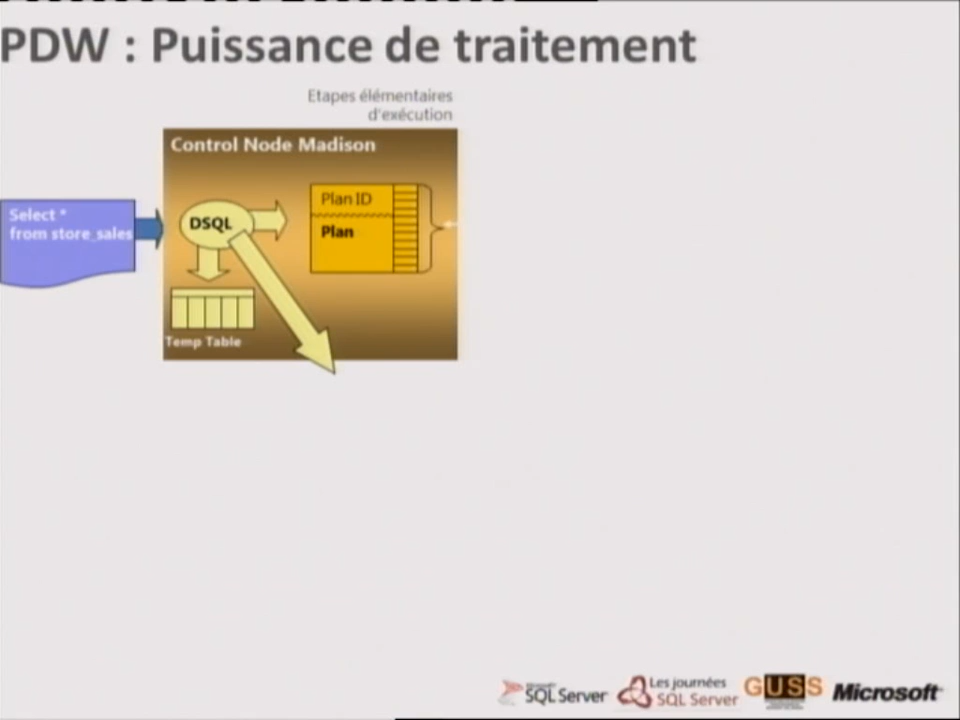 PDW : Puissance de traitement
Etapes élémentaires
d'exécution
Control Node Madison
Select *
from store_sales
DSQL
Plan ID
Plan
Temp Table
SQL Server
Les journées
SQL Server
GUSS
Microsoft